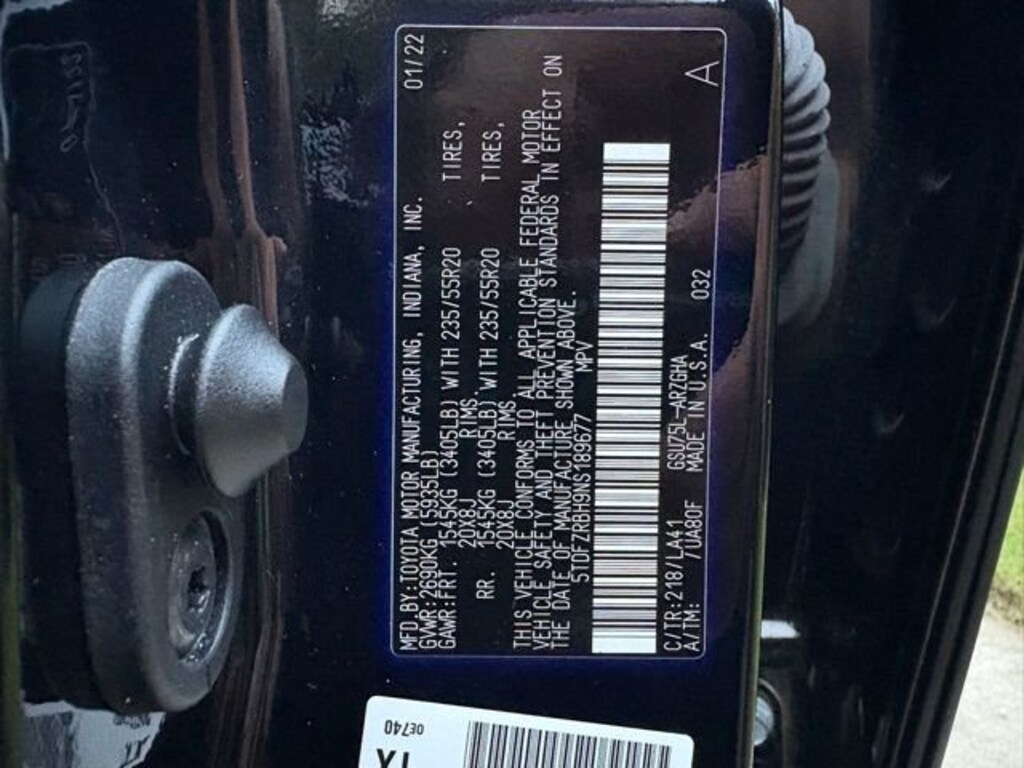 MFD.BY:TOYOTA MOTOR MANUFACTURING, INDIANA, INC. 01/22
GVWR:2690KG (5935LB)
GAWR:FRT. 1545KG (3405LB) WITH 235/55R20 TIRES,
20X8J RIMS,
RR. 1545KG (3405LB) WITH 235/55R20 TIRES,
20X8J RIMS.
THIS VEHICLE CONFORMS TO ALL APPLICABLE FEDERAL MOTOR
VEHICLE SAFETY AND THEFT PREVENTION STANDARDS IN EFFECT ON
THE DATE OF MANUFACTURE SHOWN ABOVE.
5TDFZRBH9NS189677 MPV
C/TR:218/LA41 GSU75L-ARZGHA
A/TM: /UA80F MADE IN U.S.A. 032
A
0E740
TX